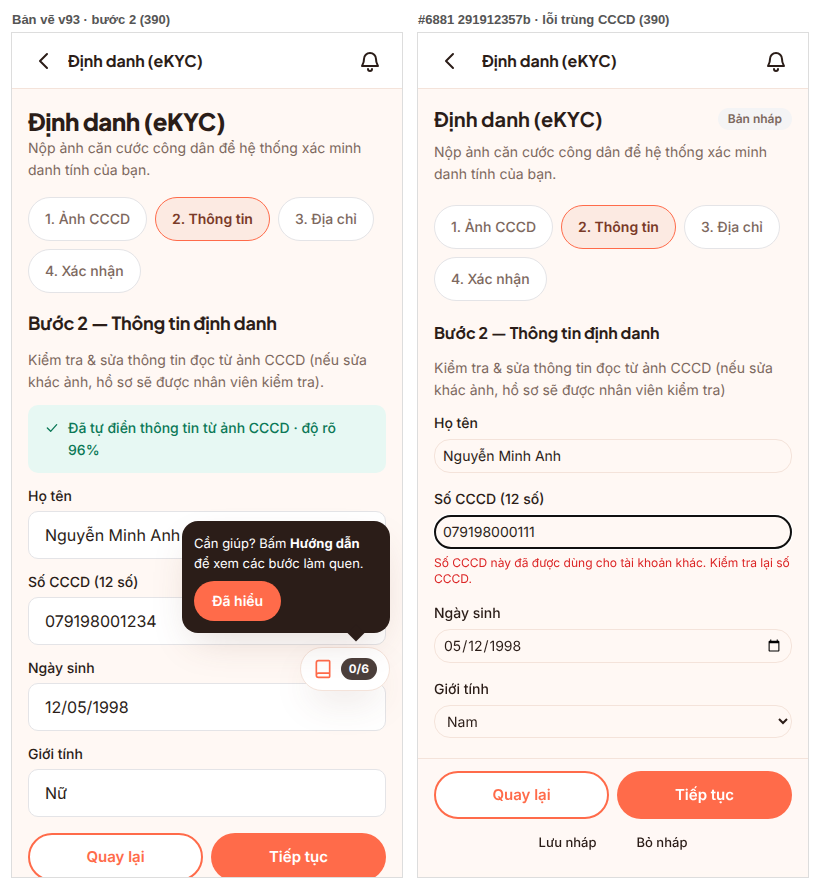 Bản vẽ v93 · bước 2 (390)
Định danh (eKYC)
Định danh (eKYC)
Nộp ảnh căn cước công dân để hệ thống xác minh
danh tính của bạn.
1. Ảnh CCCD
2. Thông tin
3. Địa chỉ
4. Xác nhận
Bước 2 — Thông tin định danh
Kiểm tra & sửa thông tin đọc từ ảnh CCCD (nếu sửa
khác ảnh, hồ sơ sẽ được nhân viên kiểm tra).
Đã tự điền thông tin từ ảnh CCCD · độ rõ
96%
Họ tên
Nguyễn Minh Anh
Cần giúp? Bấm Hướng dẫn
để xem các bước làm quen.
Đã hiểu
Số CCCD (12 số)
079198001234
Ngày sinh
0/6
12/05/1998
Giới tính
Nữ
Quay lại
Tiếp tục
#6881 291912357b · lỗi trùng CCCD (390)
Định danh (eKYC)
Định danh (eKYC)
Bản nháp
Nộp ảnh căn cước công dân để hệ thống xác minh
danh tính của bạn.
1. Ảnh CCCD
2. Thông tin
3. Địa chỉ
4. Xác nhận
Bước 2 — Thông tin định danh
Kiểm tra & sửa thông tin đọc từ ảnh CCCD (nếu sửa
khác ảnh, hồ sơ sẽ được nhân viên kiểm tra)
Họ tên
Nguyễn Minh Anh
Số CCCD (12 số)
079198000111
Số CCCD này đã được dùng cho tài khoản khác. Kiểm tra lại số
CCCD.
Ngày sinh
05/12/1998
Giới tính
Nam
Quay lại
Tiếp tục
Lưu nháp
Bỏ nháp